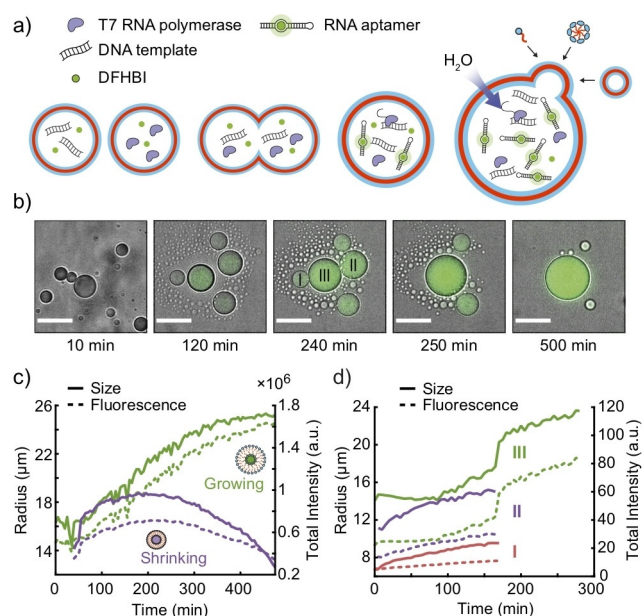 a)
T7 RNA polymerase
RNA aptamer
DNA template
DFHBI
H₂O
b)
I
III
II
10 min
120 min
240 min
250 min
500 min
c)
Size
Fluorescence
×10⁶
26
22
18
14
Radius (μm)
1.8
1.4
1
0.6
0.2
Total Intensity (a.u.)
Growing
Shrinking
0
100
200
300
400
Time (min)
d)
Size
Fluorescence
24
20
16
12
8
Radius (μm)
120
100
80
60
40
20
0
Total Intensity (a.u.)
III
II
I
0
100
200
300
Time (min)